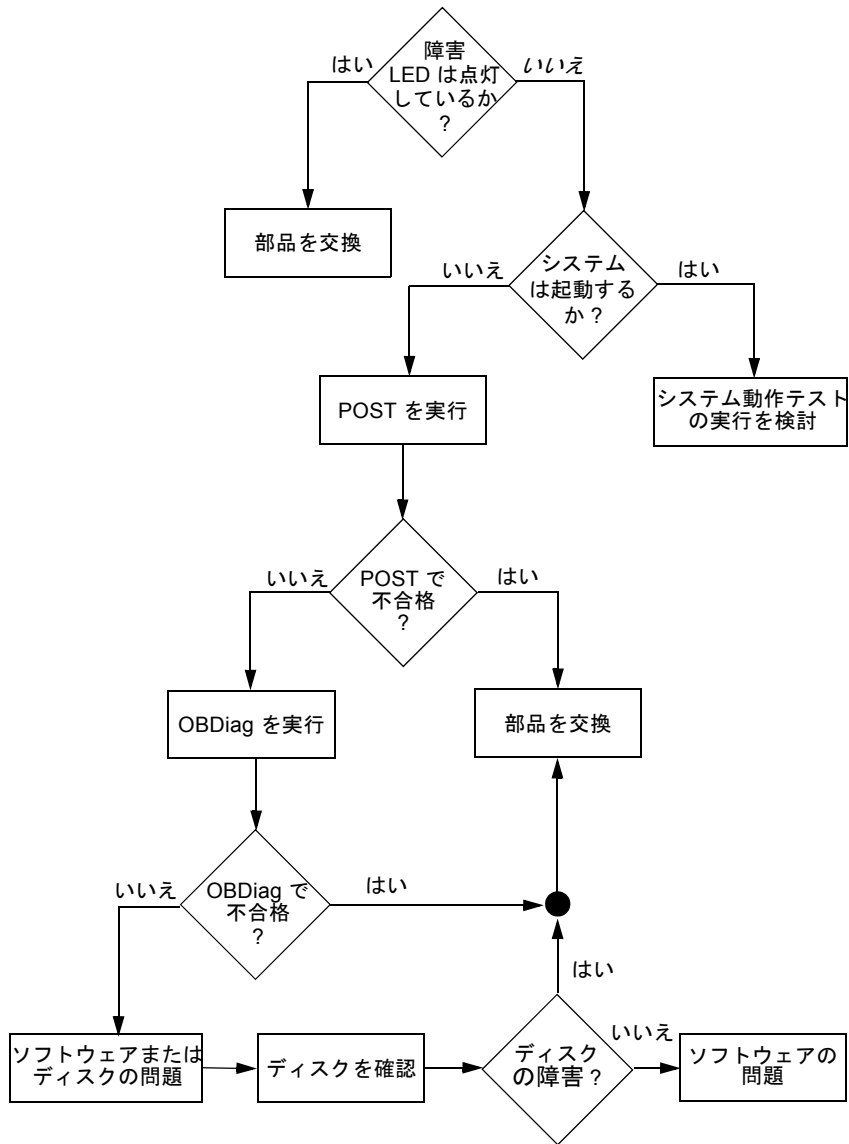 障害
LED は点灯
しているか
?
はい
いいえ
部品を交換
システム
は起動する
か ?
いいえ
はい
POST を実行
システム動作テスト
の実行を検討
POST で
不合格
?
いいえ
はい
OBDiag を実行
部品を交換
OBDiag で
不合格
?
いいえ
はい
はい
ソフトウェアまたは
ディスクの問題
ディスクを確認
ディスク
の障害 ?
いいえ
ソフトウェアの
問題